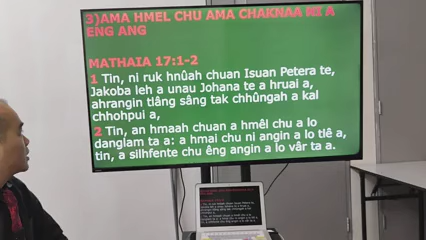 3)AMA HMEL CHU AMA CHAKNAA NI A
ENG ANG
MATHAIA 17:1-2
1 Tin, ni ruk hnûah chuan Isuan Petera te,
Jakoba leh a unau Johana te a hruai a,
ahrangin tlâng sâng tak chhûngah a kal
chhohpui a,
2 Tin, an hmaah chuan a hmêl chu a lo
danglam ta a: a hmai chu ni angin a lo tlê a,
tin, a silhfente chu êng angin a lo vâr ta a.